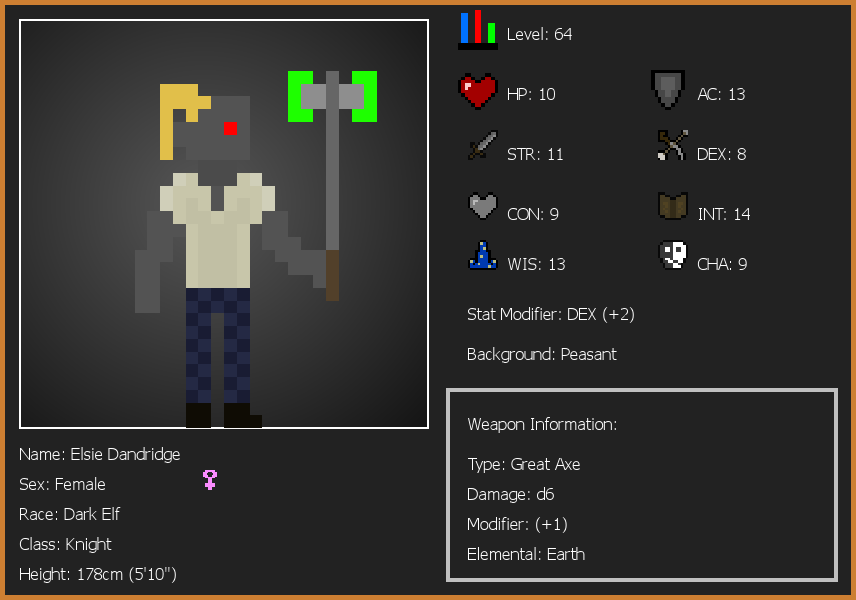 Level: 64
HP: 10
AC: 13
STR: 11
DEX: 8
CON: 9
INT: 14
WIS: 13
CHA: 9
Stat Modifier: DEX (+2)
Background: Peasant
Weapon Information:
Type: Great Axe
Damage: d6
Modifier: (+1)
Elemental: Earth
Name: Elsie Dandridge
Sex: Female
Race: Dark Elf
Class: Knight
Height: 178cm (5'10")